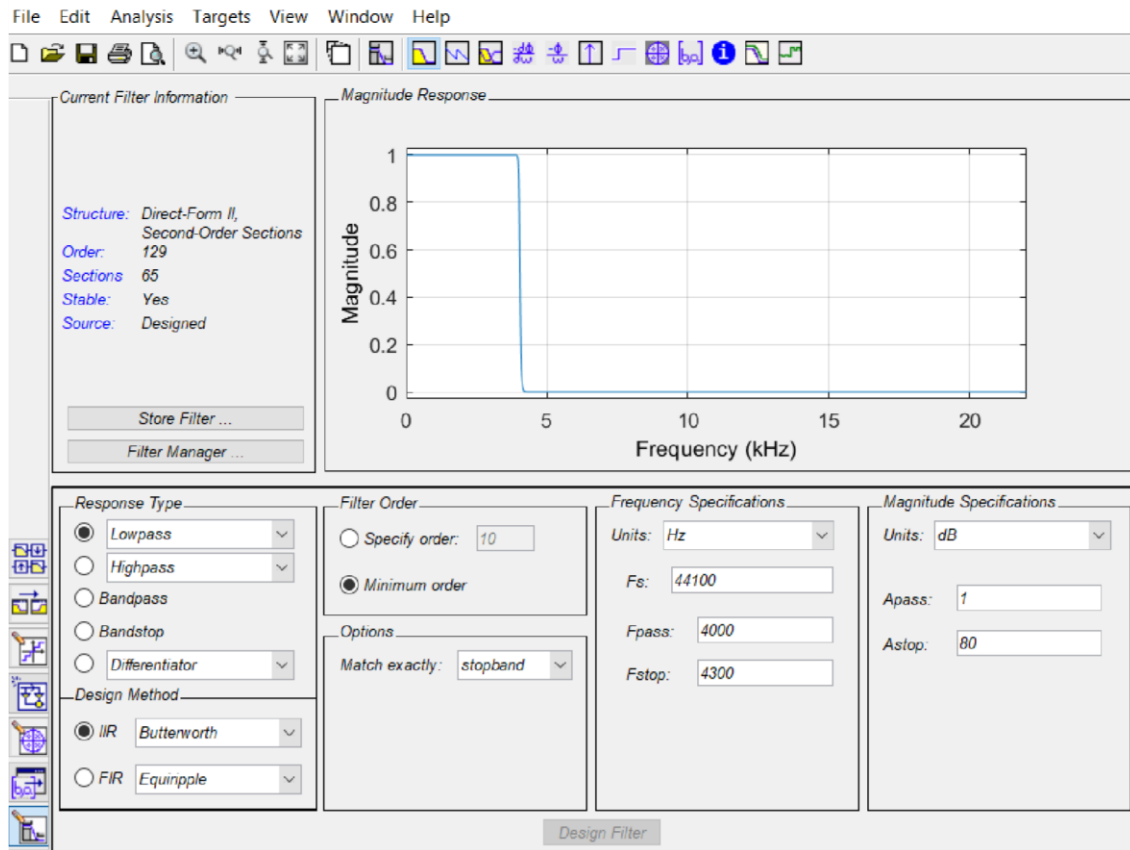 File Edit Analysis Targets View Window Help
Current Filter Information
Structure: Direct-Form II,
Second-Order Sections
Order: 129
Sections 65
Stable: Yes
Source: Designed
Store Filter ...
Filter Manager ...
Magnitude Response
Magnitude
1
0.8
0.6
0.4
0.2
0
0 5 10 15 20
Frequency (kHz)
Response Type
Lowpass
Highpass
Bandpass
Bandstop
Differentiator
Design Method
IIR Butterworth
FIR Equiripple
Filter Order
Specify order: 10
Minimum order
Options
Match exactly: stopband
Frequency Specifications
Units: Hz
Fs: 44100
Fpass: 4000
Fstop: 4300
Magnitude Specifications
Units: dB
Apass: 1
Astop: 80
Design Filter